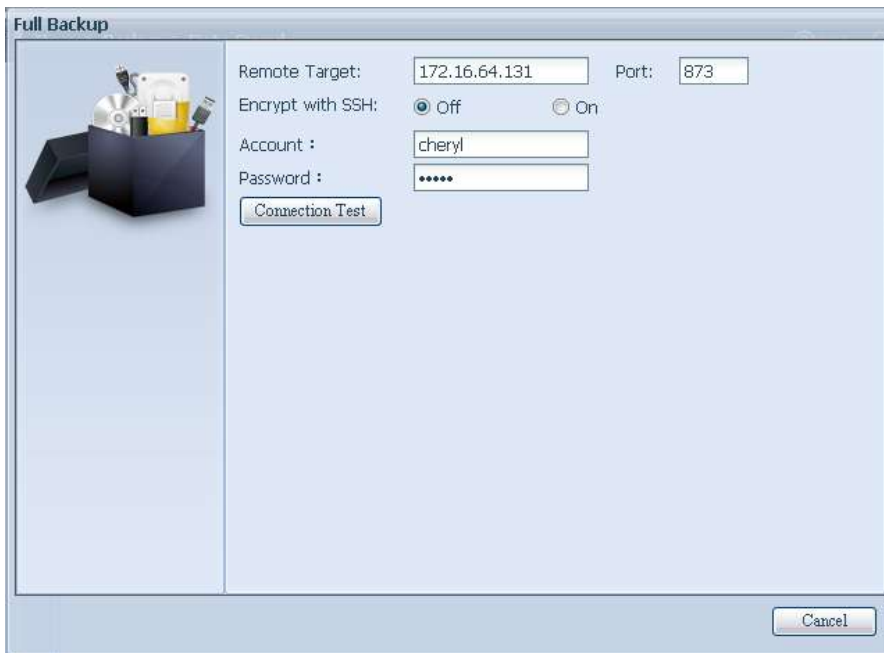 Full Backup
Remote Target: 172.16.64.131 Port: 873
Encrypt with SSH: Off On
Account : cheryl
Password : •••••
Connection Test
Cancel